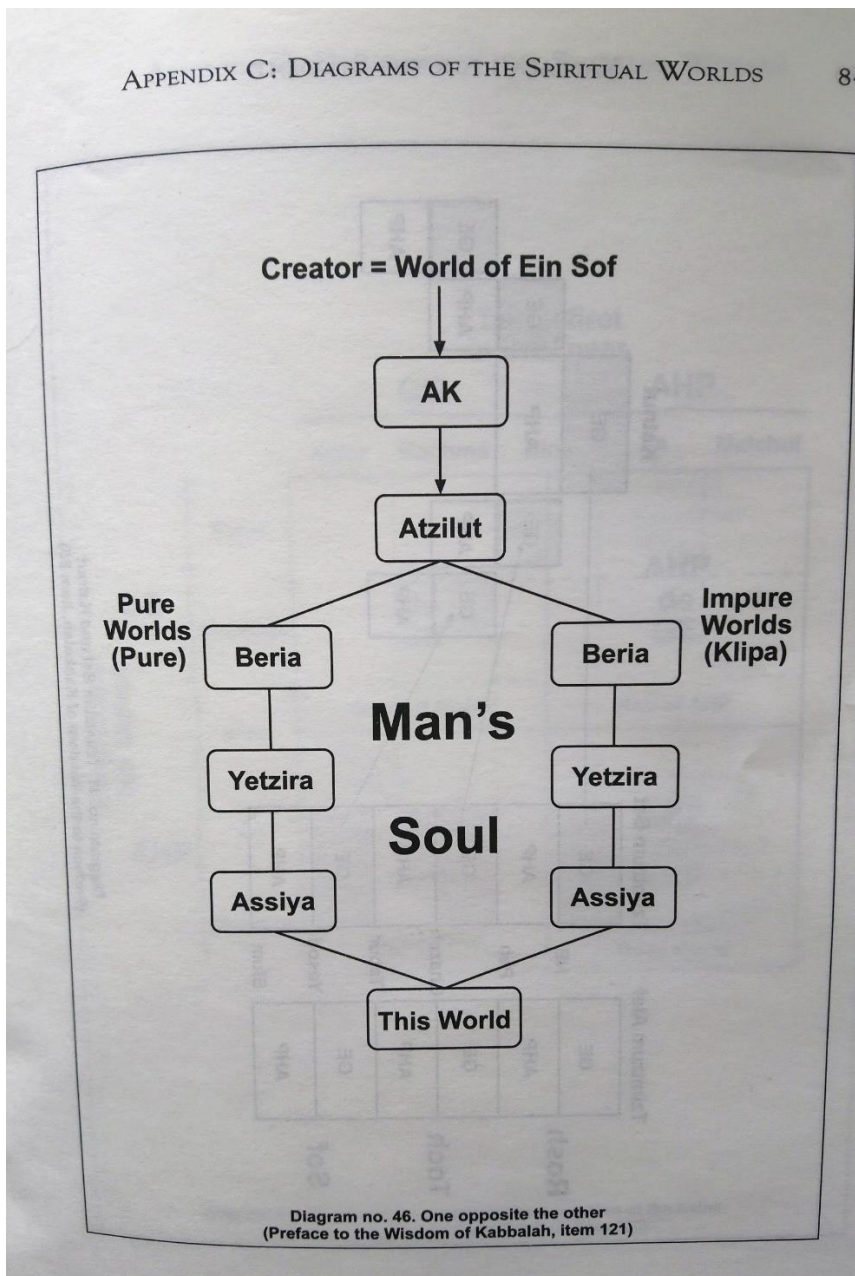 APPENDIX C: DIAGRAMS OF THE SPIRITUAL WORLDS
Creator = World of Ein Sof
AK
Atzilut
Pure
Worlds
(Pure)
Impure
Worlds
(Klipa)
Beria
Beria
Man's
Yetzira
Yetzira
Soul
Assiya
Assiya
This World
Diagram no. 46. One opposite the other
(Preface to the Wisdom of Kabbalah, item 121)